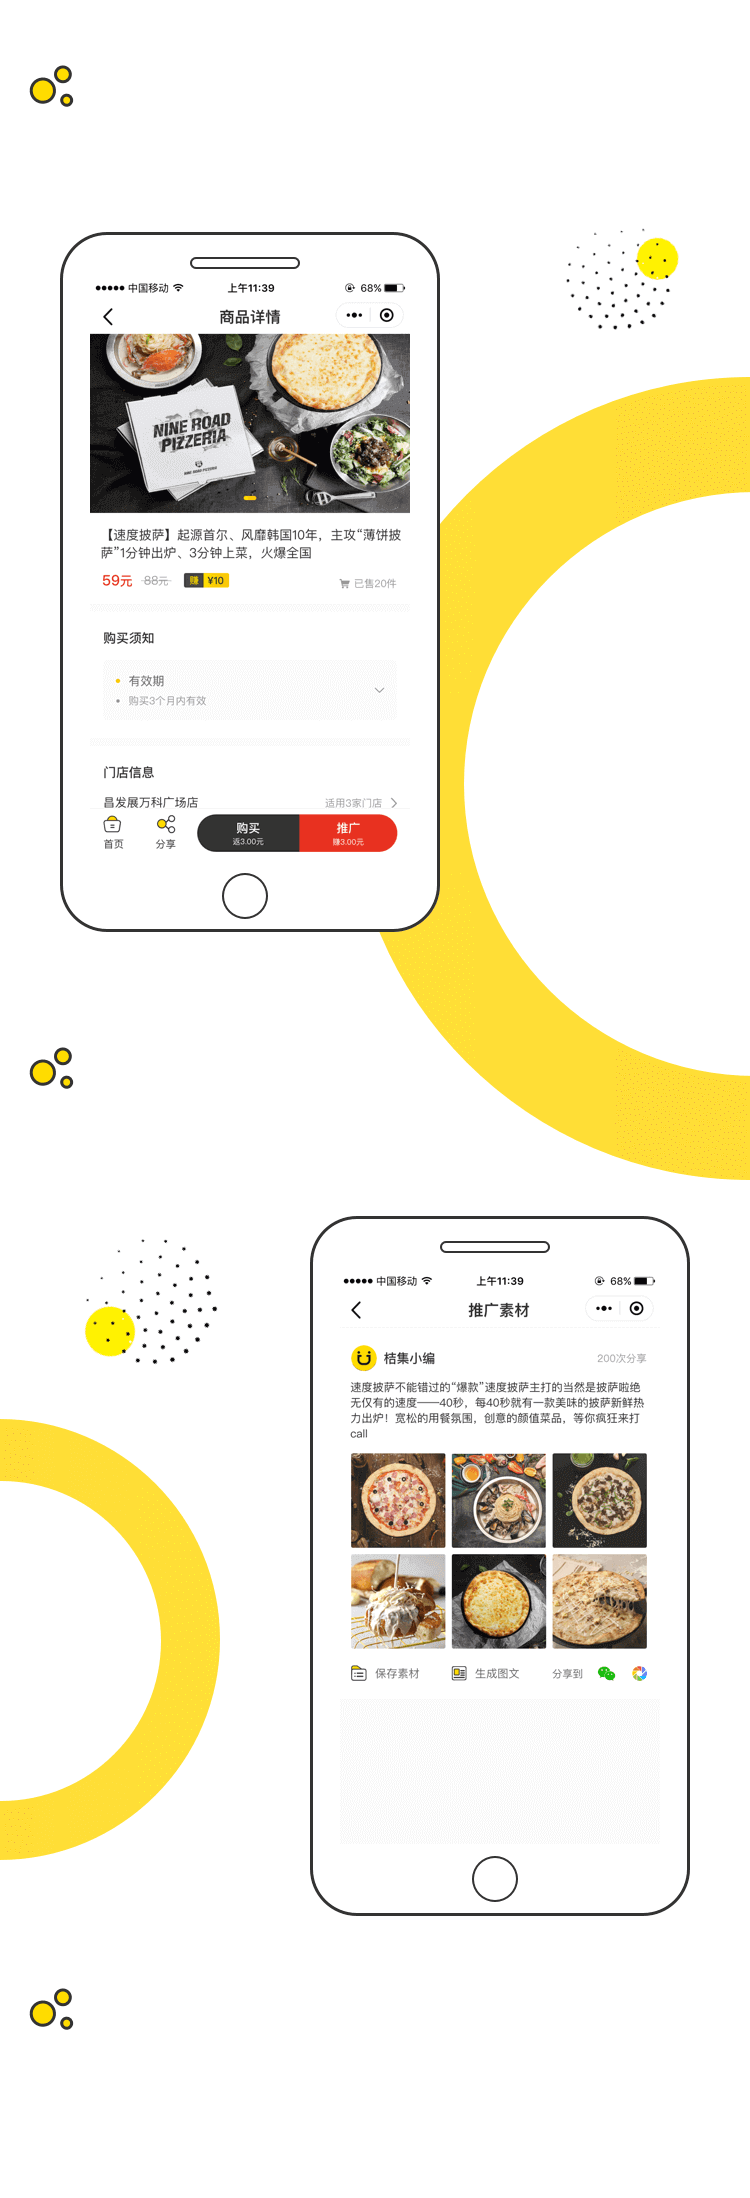 中国移动 上午11:39 68%
商品详情
NINE ROAD
PIZZERIA
NINE ROAD PIZZERIA
【速度披萨】起源首尔、风靡韩国10年，主攻“薄饼披
萨”1分钟出炉、3分钟上菜，火爆全国
59元 88元 赚 ¥10 已售20件
购买须知
有效期
购买3个月内有效
门店信息
昌发展万科广场店 适用3家门店
首页 分享 购买 返3.00元 推广 赚3.00元
中国移动 上午11:39 68%
推广素材
桔集小编 200次分享
速度披萨不能错过的“爆款”速度披萨主打的当然是披萨啦绝
无仅有的速度——40秒，每40秒就有一款美味的披萨新鲜热
力出炉！宽松的用餐氛围，创意的颜值菜品，等你疯狂来打
call
保存素材 生成图文 分享到